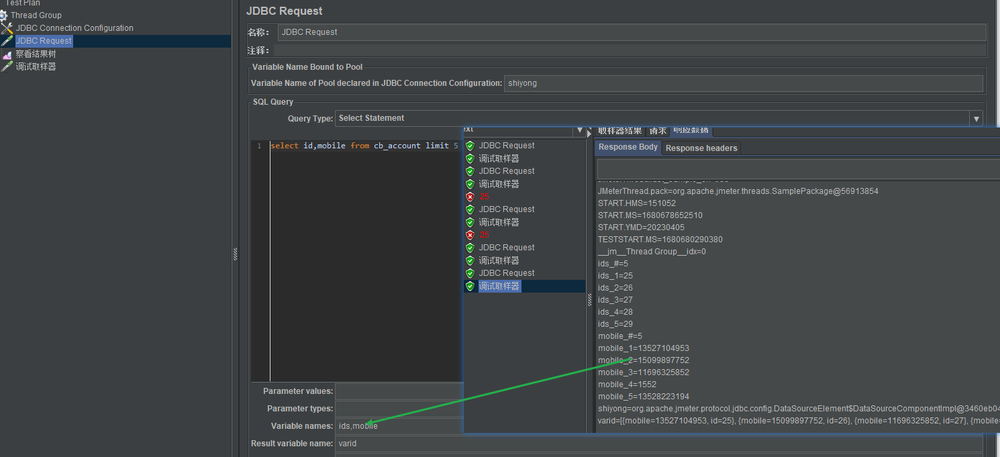 Test Plan
Thread Group
JDBC Connection Configuration
JDBC Request
察看结果树
调试取样器
JDBC Request
名称： JDBC Request
注释：
Variable Name Bound to Pool
Variable Name of Pool declared in JDBC Connection Configuration: shiyong
SQL Query
Query Type: Select Statement
1 select id,mobile from cb_account limit 5
Parameter values:
Parameter types:
Variable names: ids,mobile
Result variable name: varid
JDBC Request
调试取样器
JDBC Request
调试取样器
25
JDBC Request
调试取样器
25
JDBC Request
调试取样器
JDBC Request
调试取样器
取样器结果 请求 响应数据
Response Body Response headers
JMeterThread.pack=org.apache.jmeter.threads.SamplePackage@56913854
START.HMS=151052
START.MS=1680678652510
START.YMD=20230405
TESTSTART.MS=1680680290380
__jm__Thread Group__idx=0
ids_#=5
ids_1=25
ids_2=26
ids_3=27
ids_4=28
ids_5=29
mobile_#=5
mobile_1=13527104953
mobile_2=15099897752
mobile_3=11696325852
mobile_4=1552
mobile_5=13528223194
shiyong=org.apache.jmeter.protocol.jdbc.config.DataSourceElement$DataSourceComponentImpl@3460eb04
varid=[{mobile=13527104953, id=25}, {mobile=15099897752, id=26}, {mobile=11696325852, id=27}, {mobile=